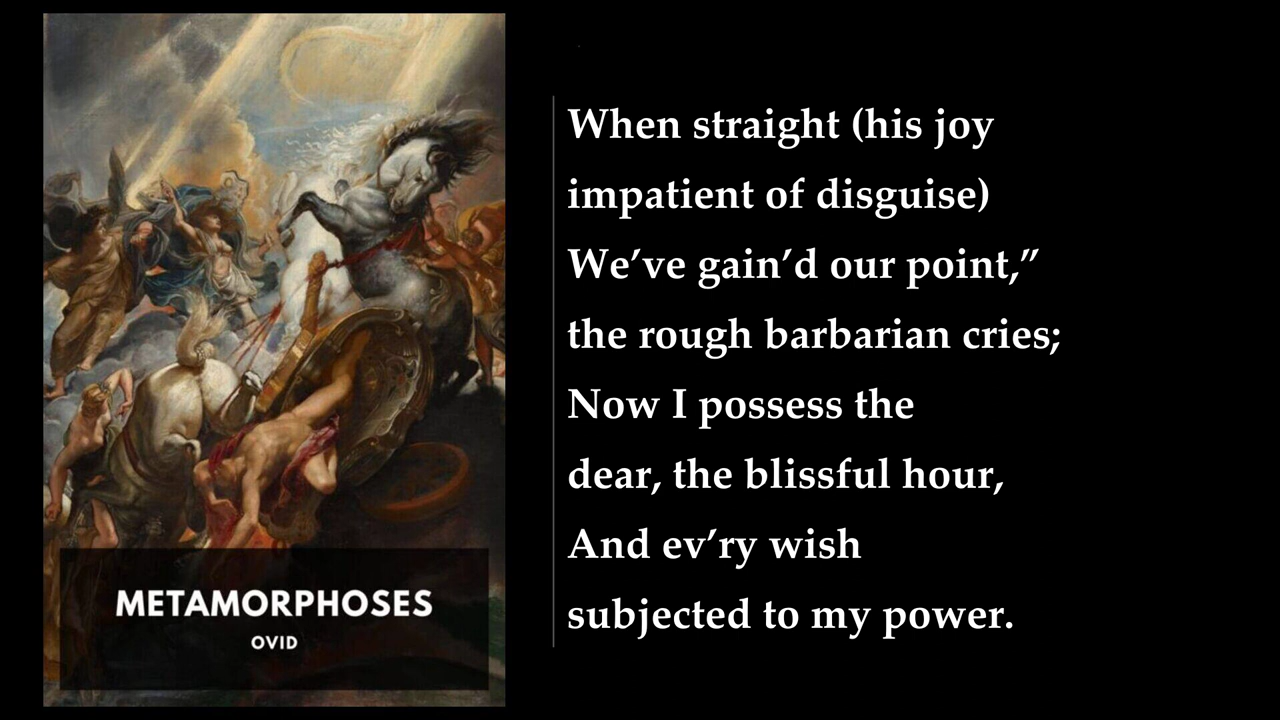 METAMORPHOSES
OVID
When straight (his joy
impatient of disguise)
We’ve gain’d our point,”
the rough barbarian cries;
Now I possess the
dear, the blissful hour,
And ev’ry wish
subjected to my power.